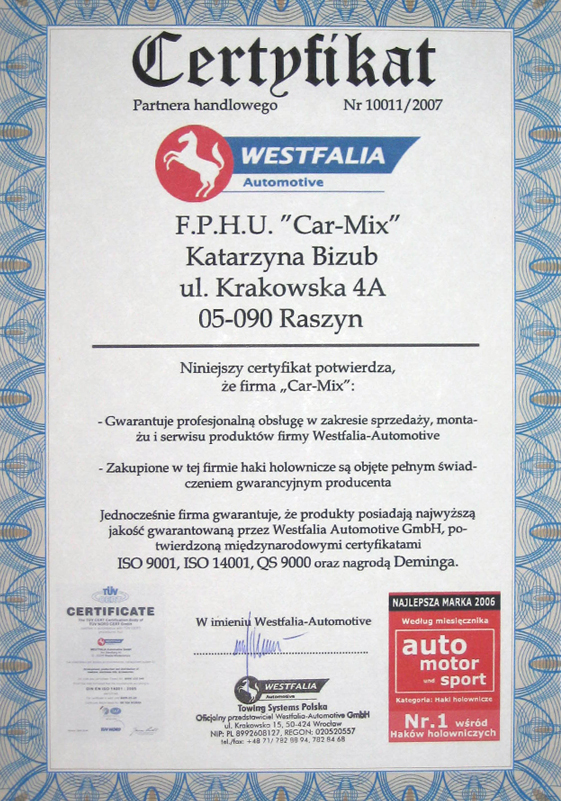 Certyfikat
Partnera handlowego Nr 10011/2007
WESTFALIA
Automotive
F.P.H.U. ”Car-Mix”
Katarzyna Bizub
ul. Krakowska 4A
05-090 Raszyn
Niniejszy certyfikat potwierdza,
że firma „Car-Mix”:
- Gwarantuje profesjonalną obsługę w zakresie sprzedaży, monta-
żu i serwisu produktów firmy Westfalia-Automotive
- Zakupione w tej firmie haki holownicze są objęte pełnym świad-
czeniem gwarancyjnym producenta
Jednocześnie firma gwarantuje, że produkty posiadają najwyższą
jakość gwarantowaną przez Westfalia Automotive GmbH, po-
twierdzoną międzynarodowymi certyfikatami
ISO 9001, ISO 14001, QS 9000 oraz nagrodą Deminga.
TÜV
CERTIFICATE
W imieniu Westfalia-Automotive
WESTFALIA
Automotive
Towing Systems Polska
Oficjalny przedstawiciel Westfalia-Automotive GmbH
ul. Krakowska 15, 50-424 Wrocław
NIP: PL 8992608127, REGON: 020520557
tel./fax: +48 71/ 782 98 94, 782 84 68
NAJLEPSZA MARKA 2006
Według miesięcznika
auto
motor
und sport
Kategoria: Haki holownicze
Nr.1 wśród
Haków holowniczych